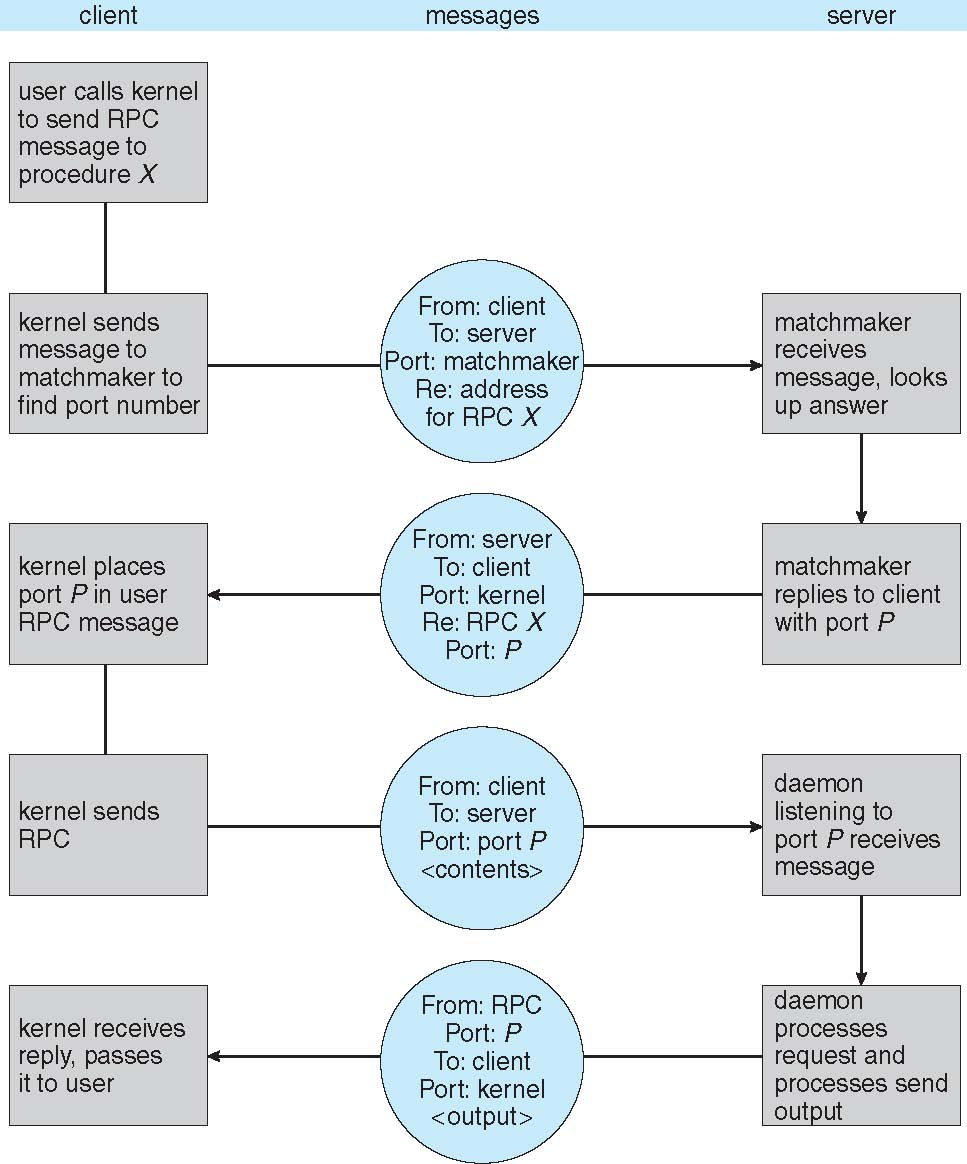 client
messages
server
user calls kernel
to send RPC
message to
procedure X
kernel sends
message to
matchmaker to
find port number
From: client
To: server
Port: matchmaker
Re: address
for RPC X
matchmaker
receives
message, looks
up answer
kernel places
port P in user
RPC message
From: server
To: client
Port: kernel
Re: RPC X
Port: P
matchmaker
replies to client
with port P
kernel sends
RPC
From: client
To: server
Port: port P
<contents>
daemon
listening to
port P receives
message
kernel receives
reply, passes
it to user
From: RPC
Port: P
To: client
Port: kernel
<output>
daemon
processes
request and
processes send
output